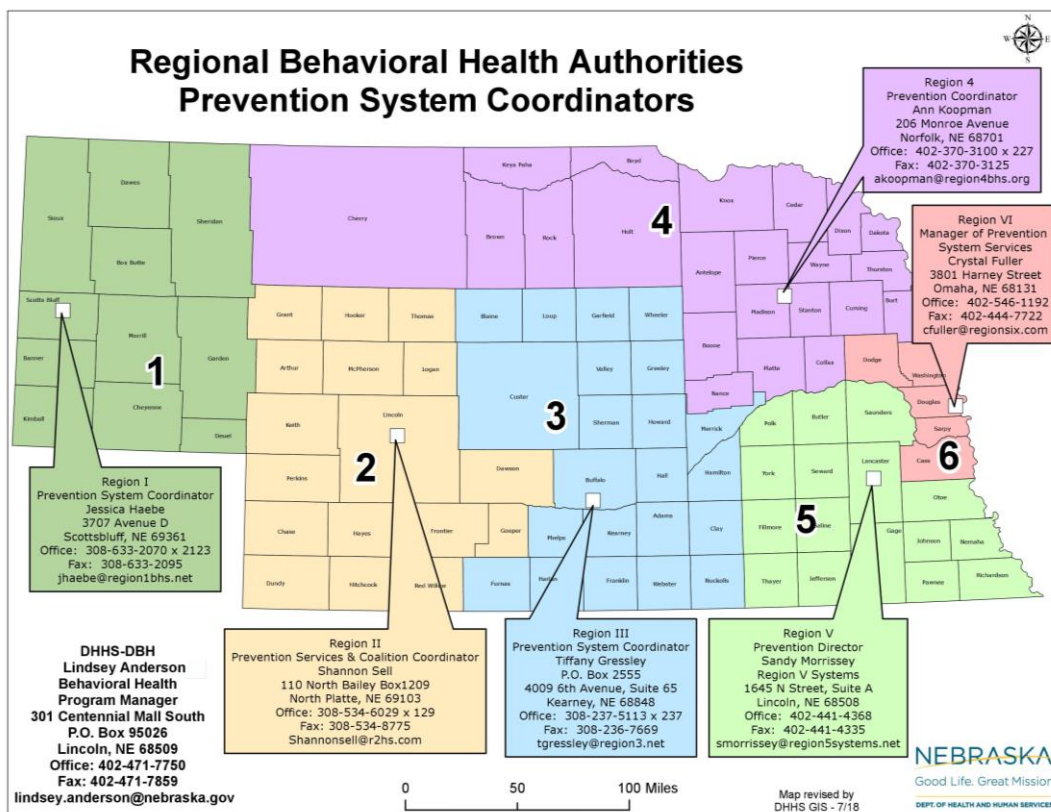 Regional Behavioral Health Authorities
Prevention System Coordinators
N
W E
S
Region 4
Prevention Coordinator
Ann Koopman
206 Monroe Avenue
Norfolk, NE 68701
Office: 402-370-3100 x 227
Fax: 402-370-3125
akoopman@region4bhs.org
Region VI
Manager of Prevention
System Services
Crystal Fuller
3801 Harney Street
Omaha, NE 68131
Office: 402-546-1192
Fax: 402-444-7722
cfuller@regionsix.com
Sioux
Dawes
Sheridan
Box Butte
Scotts Bluff
Morrill
Banner
Garden
Kimball
Cheyenne
Deuel
1
Cherry
Keya Paha
Boyd
Brown
Rock
Holt
4
Knox
Cedar
Dixon
Dakota
Antelope
Pierce
Wayne
Thurston
Madison
Stanton
Cuming
Burt
Boone
Platte
Colfax
Nance
Grant
Hooker
Thomas
Arthur
McPherson
Logan
Keith
Lincoln
Perkins
Dawson
Chase
Hayes
Frontier
Gosper
Dundy
Hitchcock
Red Willow
2
Blaine
Loup
Garfield
Wheeler
Custer
Valley
Greeley
Sherman
Howard
Merrick
Buffalo
Hall
Hamilton
Phelps
Kearney
Adams
Clay
Furnas
Harlan
Franklin
Webster
Nuckolls
3
Polk
Butler
Saunders
York
Seward
Lancaster
Fillmore
Saline
Otoe
Gage
Johnson
Nemaha
Thayer
Jefferson
Pawnee
Richardson
5
Dodge
Washington
Douglas
Sarpy
Cass
6
Region I
Prevention System Coordinator
Jessica Haebe
3707 Avenue D
Scottsbluff, NE 69361
Office: 308-633-2070 x 2123
Fax: 308-633-2095
jhaebe@region1bhs.net
Region II
Prevention Services & Coalition Coordinator
Shannon Sell
110 North Bailey Box1209
North Platte, NE 69103
Office: 308-534-6029 x 129
Fax: 308-534-8775
Shannonsell@r2hs.com
Region III
Prevention System Coordinator
Tiffany Gressley
P.O. Box 2555
4009 6th Avenue, Suite 65
Kearney, NE 68848
Office: 308-237-5113 x 237
Fax: 308-236-7669
tgressley@region3.net
Region V
Prevention Director
Sandy Morrissey
Region V Systems
1645 N Street, Suite A
Lincoln, NE 68508
Office: 402-441-4368
Fax: 402-441-4335
smorrissey@region5systems.net
DHHS-DBH
Lindsey Anderson
Behavioral Health
Program Manager
301 Centennial Mall South
P.O. Box 95026
Lincoln, NE 68509
Office: 402-471-7750
Fax: 402-471-7859
lindsey.anderson@nebraska.gov
0 50 100 Miles
Map revised by
DHHS GIS - 7/18
NEBRASKA
Good Life. Great Mission.
DEPT. OF HEALTH AND HUMAN SERVICES